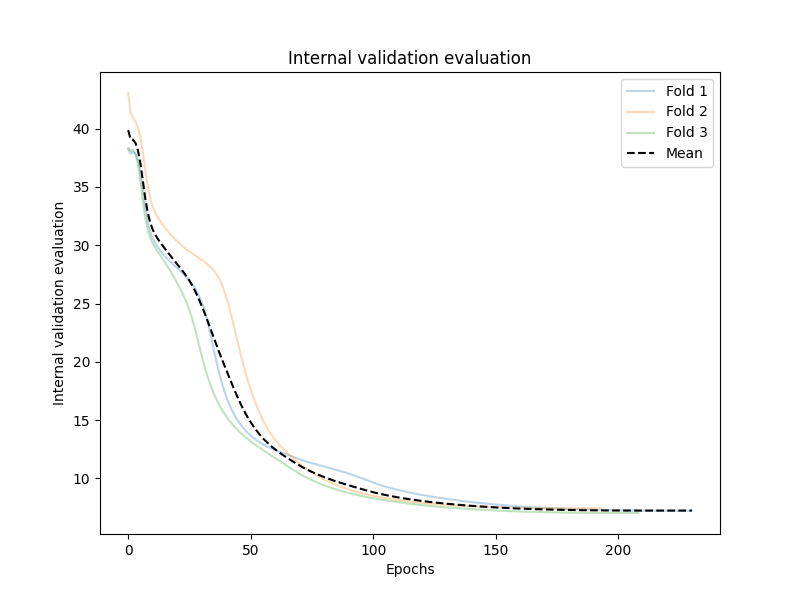 Internal validation evaluation
Fold 1
Fold 2
Fold 3
Mean
Internal validation evaluation
40
35
30
25
20
15
10
0
50
100
150
200
Epochs